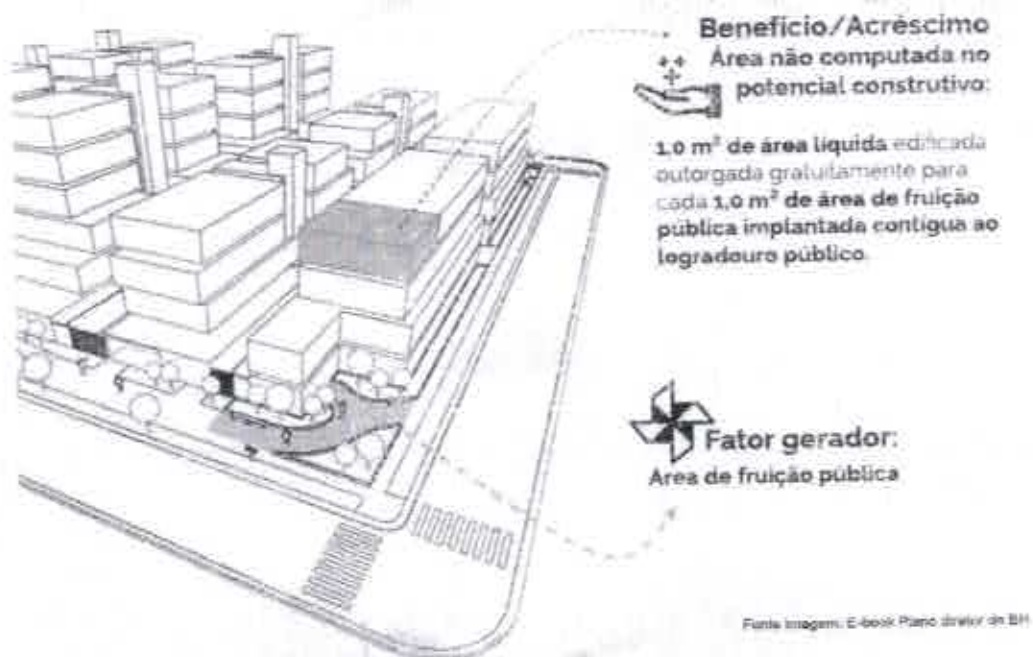 Benefício/Acréscimo
Área não computada no
potencial construtivo:
1,0 m² de área líquida edificada
outorgada gratuitamente para
cada 1,0 m² de área de fruição
pública implantada contígua ao
logradouro público.
Fator gerador:
Área de fruição pública
Fonte Imagem: E-book Plano diretor de BH